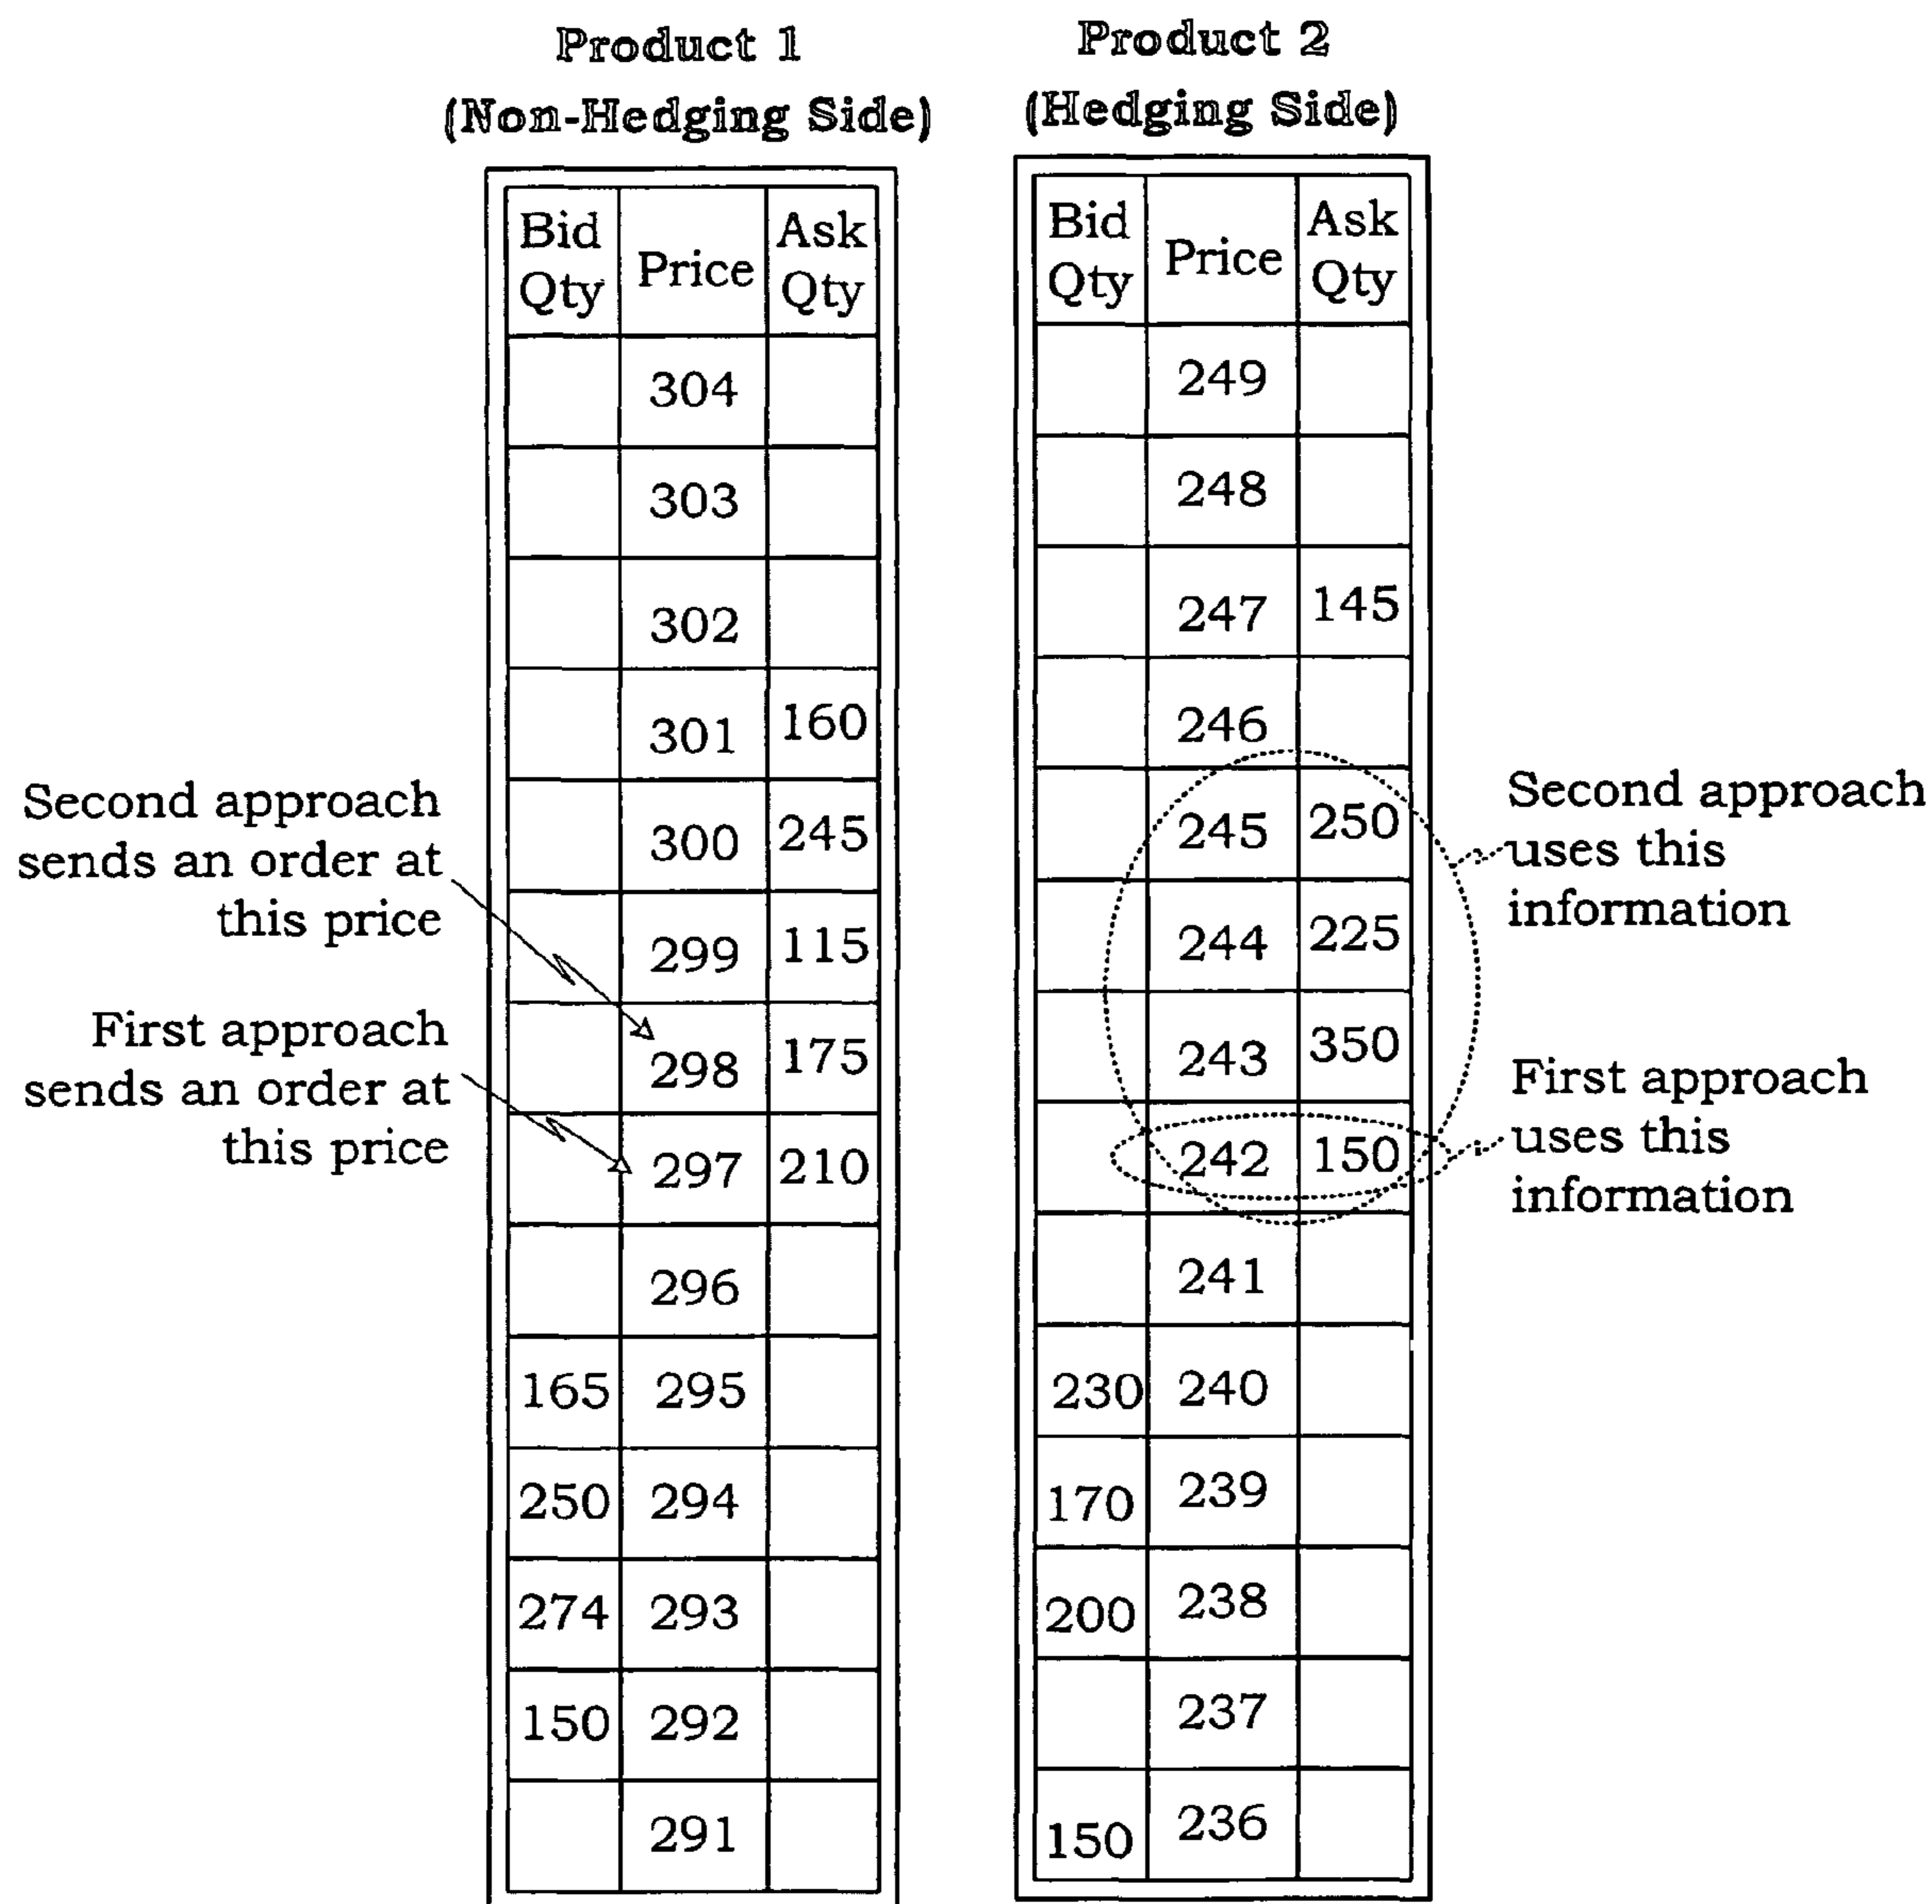 Product 1
(Non-Hedging Side)
Bid Qty Price Ask Qty
304
303
302
301 160
300 245
299 115
298 175
297 210
296
165 295
250 294
274 293
150 292
291
Second approach
sends an order at
this price
First approach
sends an order at
this price
Product 2
(Hedging Side)
Bid Qty Price Ask Qty
249
248
247 145
246
245 250
244 225
243 350
242 150
241
230 240
170 239
200 238
237
150 236
Second approach
uses this
information
First approach
uses this
information